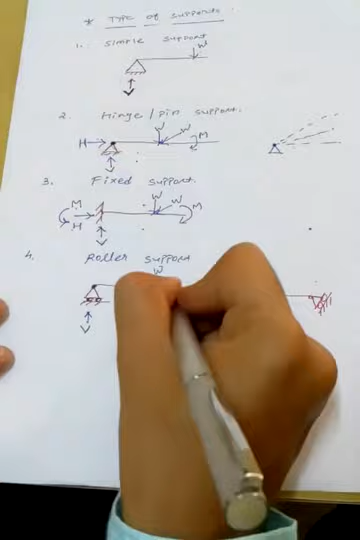 * TYPE of supports
1. Simple support
W
2. Hinge/pin support.
H W W M
3. Fixed support.
M H W W M
4. Roller support
W
V